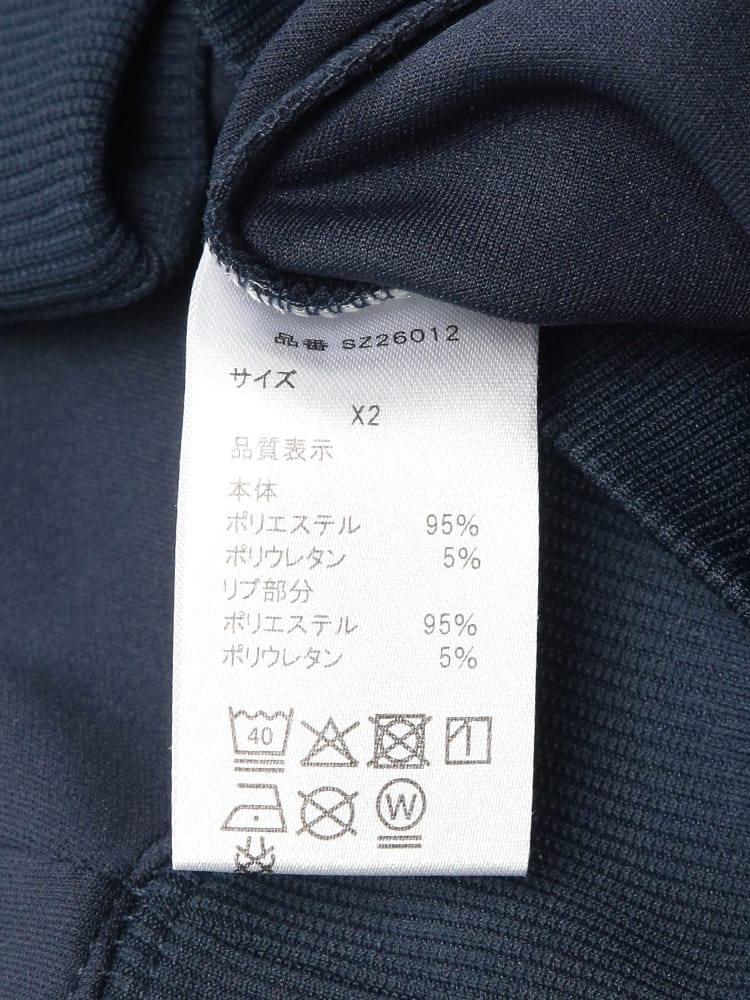 品番 SZ26012
サイズ
X2
品質表示
本体
ポリエステル 95%
ポリウレタン 5%
リブ部分
ポリエステル 95%
ポリウレタン 5%
40
W